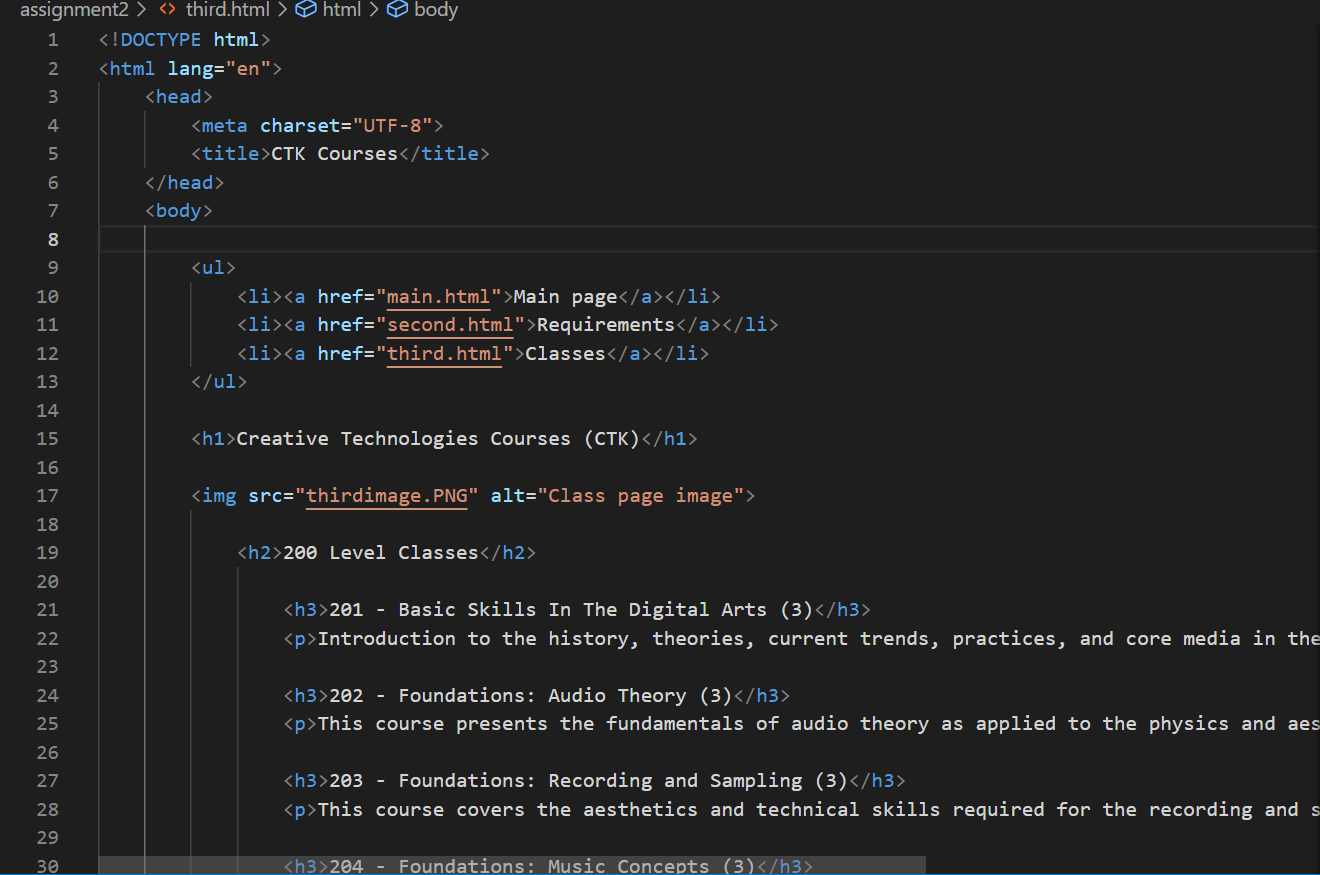 assignment2 > <> third.html > html > body
1 <!DOCTYPE html>
2 <html lang="en">
3 <head>
4 <meta charset="UTF-8">
5 <title>CTK Courses</title>
6 </head>
7 <body>
8
9 <ul>
10 <li><a href="main.html">Main page</a></li>
11 <li><a href="second.html">Requirements</a></li>
12 <li><a href="third.html">Classes</a></li>
13 </ul>
14
15 <h1>Creative Technologies Courses (CTK)</h1>
16
17 <img src="thirdimage.PNG" alt="Class page image">
18
19 <h2>200 Level Classes</h2>
20
21 <h3>201 - Basic Skills In The Digital Arts (3)</h3>
22 <p>Introduction to the history, theories, current trends, practices, and core media in the
23
24 <h3>202 - Foundations: Audio Theory (3)</h3>
25 <p>This course presents the fundamentals of audio theory as applied to the physics and aes
26
27 <h3>203 - Foundations: Recording and Sampling (3)</h3>
28 <p>This course covers the aesthetics and technical skills required for the recording and s
29
30 <h3>204 - Foundations: Music Concepts (3)</h3>